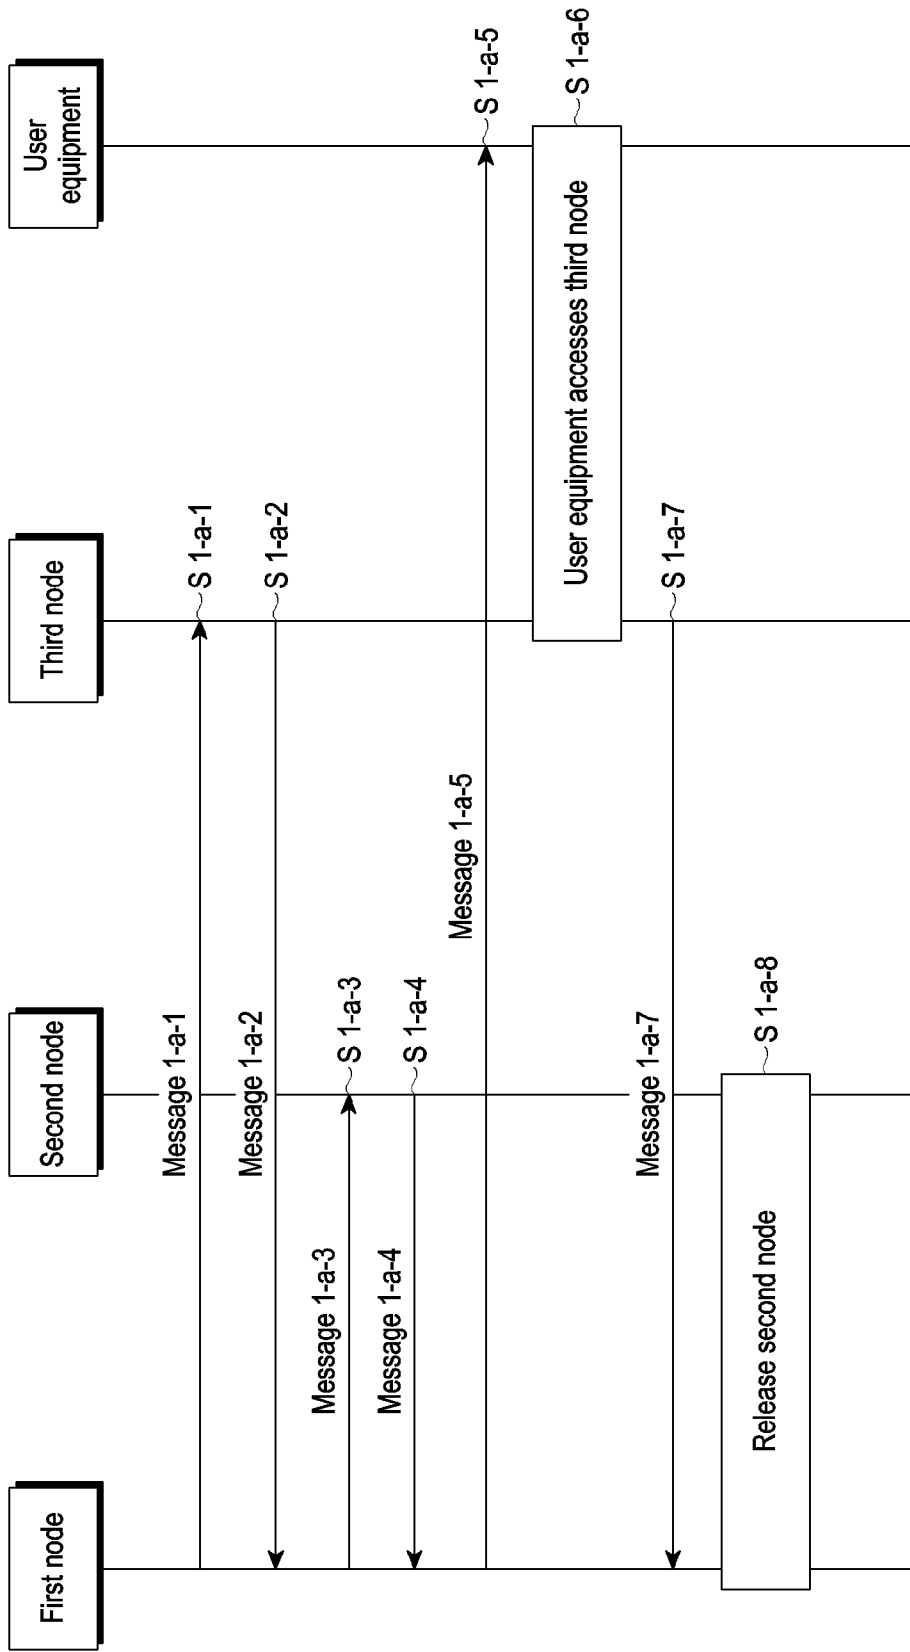 First node
Second node
Third node
User
equipment
Message 1-a-1
S 1-a-1
Message 1-a-2
S 1-a-2
Message 1-a-3
S 1-a-3
Message 1-a-4
S 1-a-4
Message 1-a-5
S 1-a-5
User equipment accesses third node
S 1-a-6
Message 1-a-7
S 1-a-7
Release second node
S 1-a-8